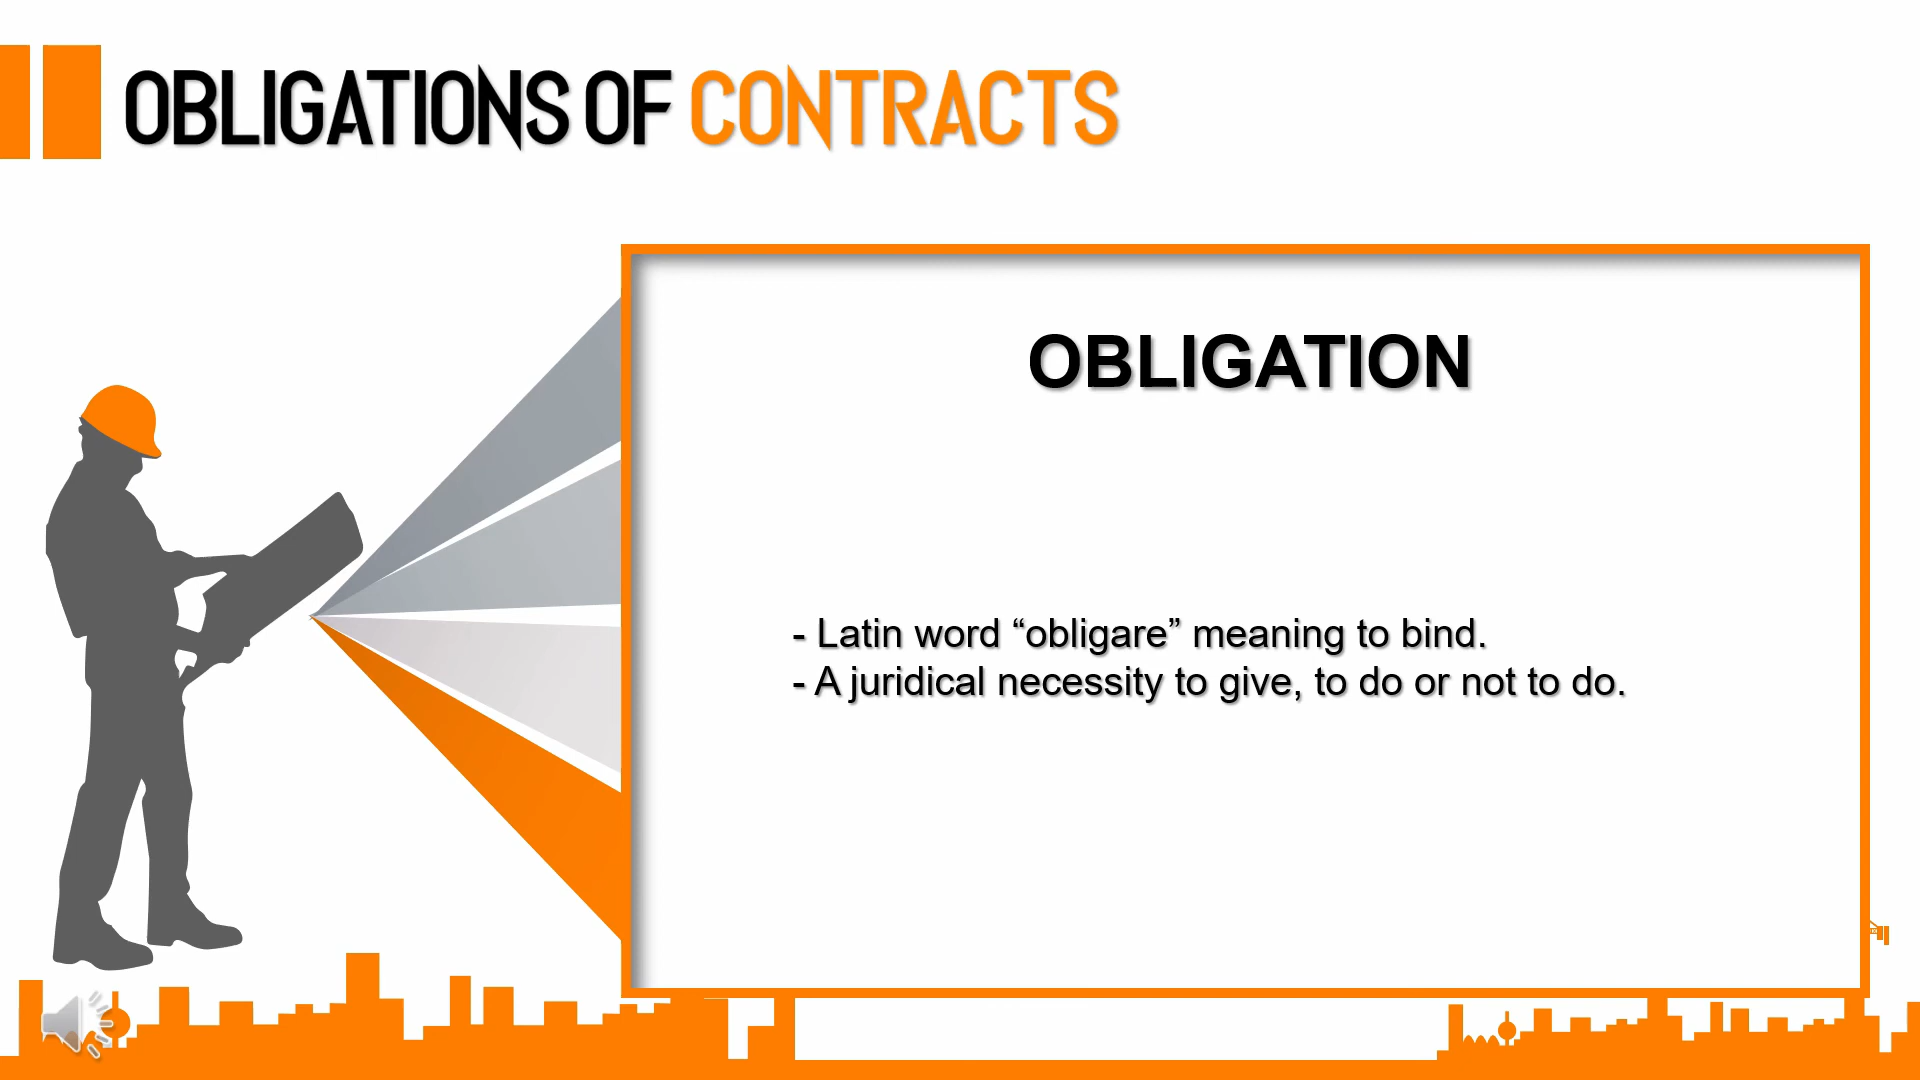 OBLIGATIONS OF CONTRACTS
OBLIGATION
- Latin word “obligare” meaning to bind.
- A juridical necessity to give, to do or not to do.